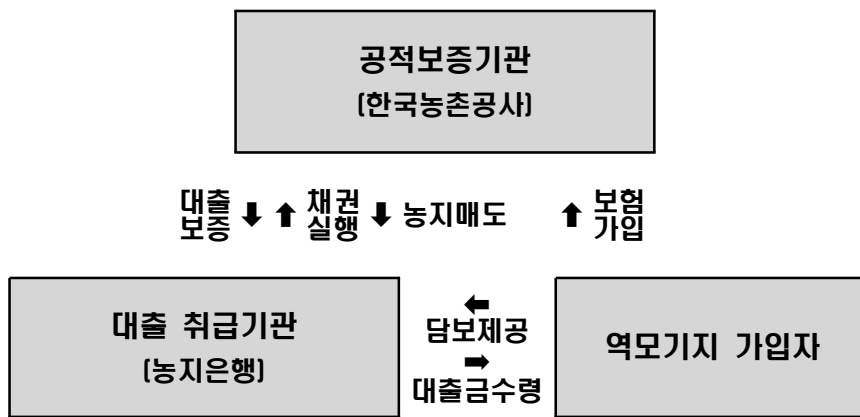 공적보증기관
(한국농촌공사)
대출
보증
⬇
⬆
채권
실행
⬇
농지매도
⬆
보험
가입
대출 취급기관
(농지은행)
⬅
담보제공
➡
대출금수령
역모기지 가입자